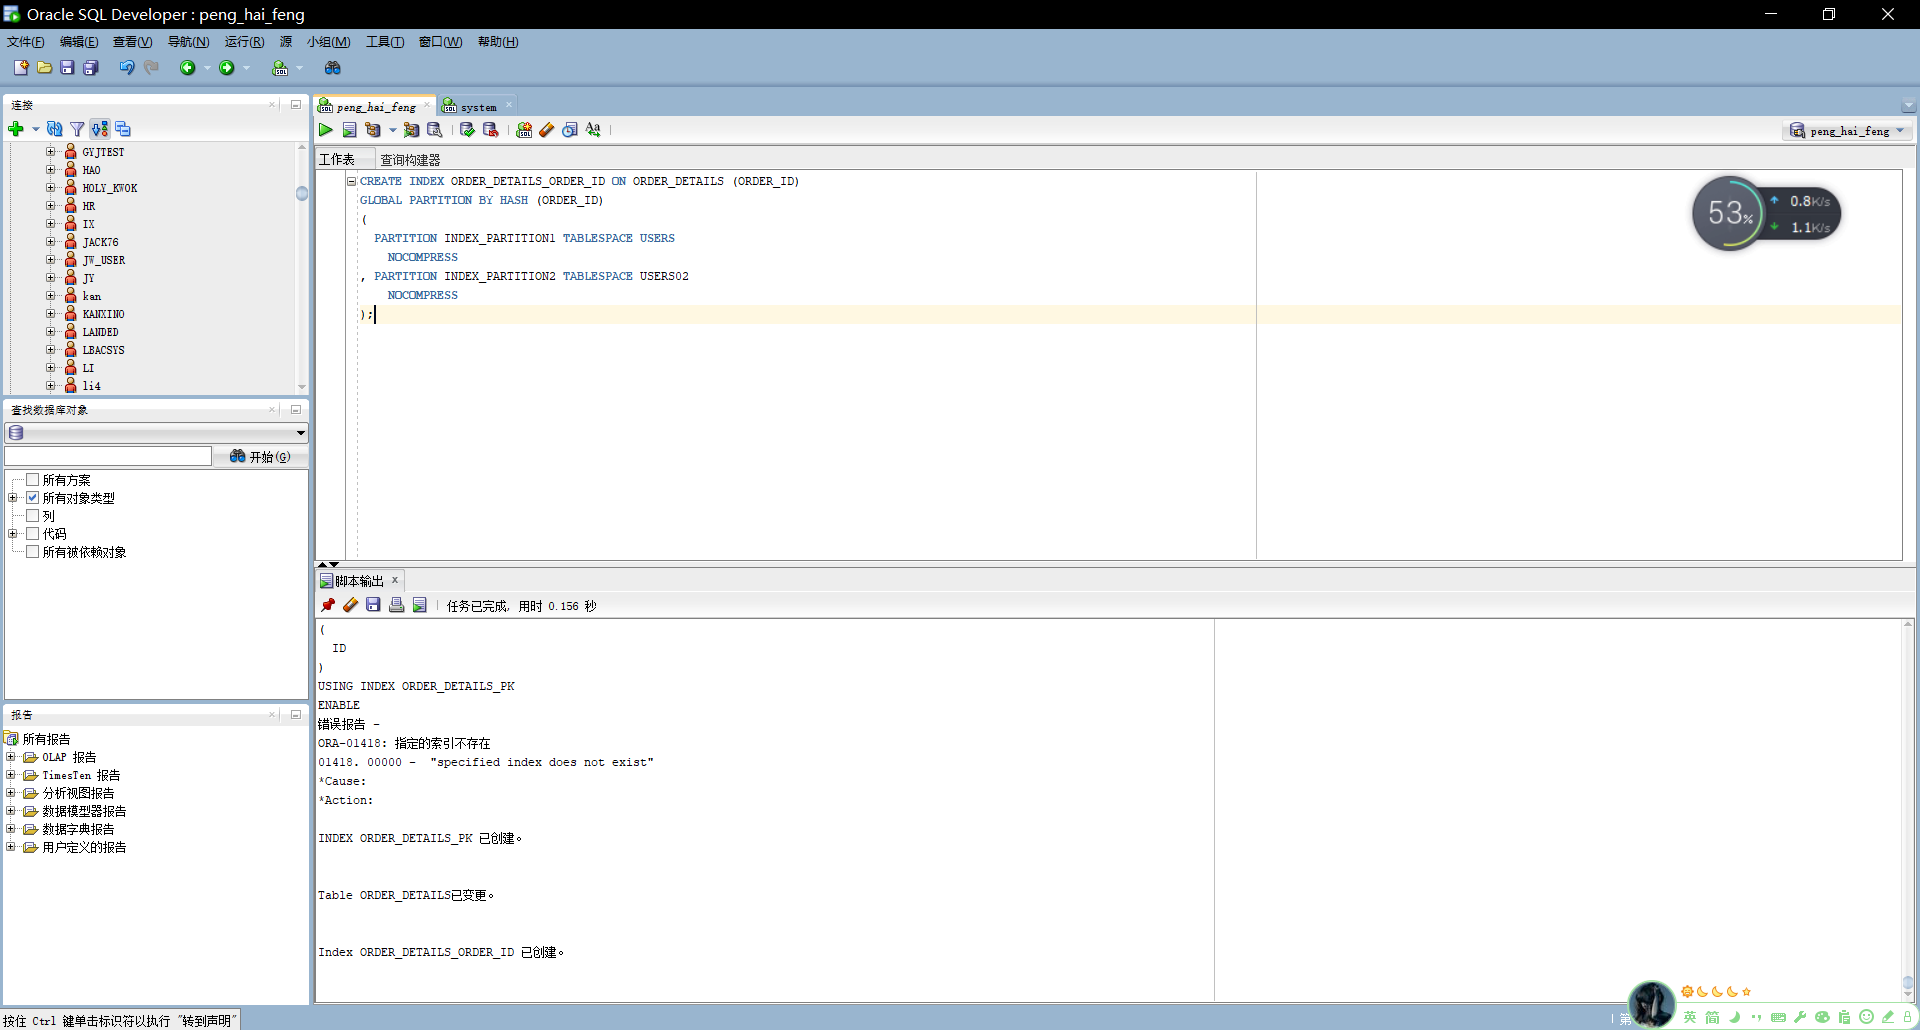 Oracle SQL Developer : peng_hai_feng
文件(F) 编辑(E) 查看(V) 导航(N) 运行(R) 源 小组(M) 工具(T) 窗口(W) 帮助(H)
连接
GYJTEST
HAO
HOLY_KWOK
HR
IX
JACK76
JW_USER
JY
kan
KANXINO
LANDED
LBACSYS
LI
li4
查找数据库对象
开始(G)
所有方案
所有对象类型
列
代码
所有被依赖对象
报告
所有报告
OLAP 报告
TimesTen 报告
分析视图报告
数据模型器报告
数据字典报告
用户定义的报告
peng_hai_feng system
peng_hai_feng
工作表 查询构建器
CREATE INDEX ORDER_DETAILS_ORDER_ID ON ORDER_DETAILS (ORDER_ID)
GLOBAL PARTITION BY HASH (ORDER_ID)
(
PARTITION INDEX_PARTITION1 TABLESPACE USERS
NOCOMPRESS
, PARTITION INDEX_PARTITION2 TABLESPACE USERS02
NOCOMPRESS
);
53%
0.8K/s
1.1K/s
脚本输出
任务已完成, 用时 0.156 秒
(
ID
)
USING INDEX ORDER_DETAILS_PK
ENABLE
错误报告 -
ORA-01418: 指定的索引不存在
01418. 00000 - "specified index does not exist"
*Cause:
*Action:
INDEX ORDER_DETAILS_PK 已创建。
Table ORDER_DETAILS已变更。
Index ORDER_DETAILS_ORDER_ID 已创建。
按住 Ctrl 键单击标识符以执行 "转到声明"
第
英 简